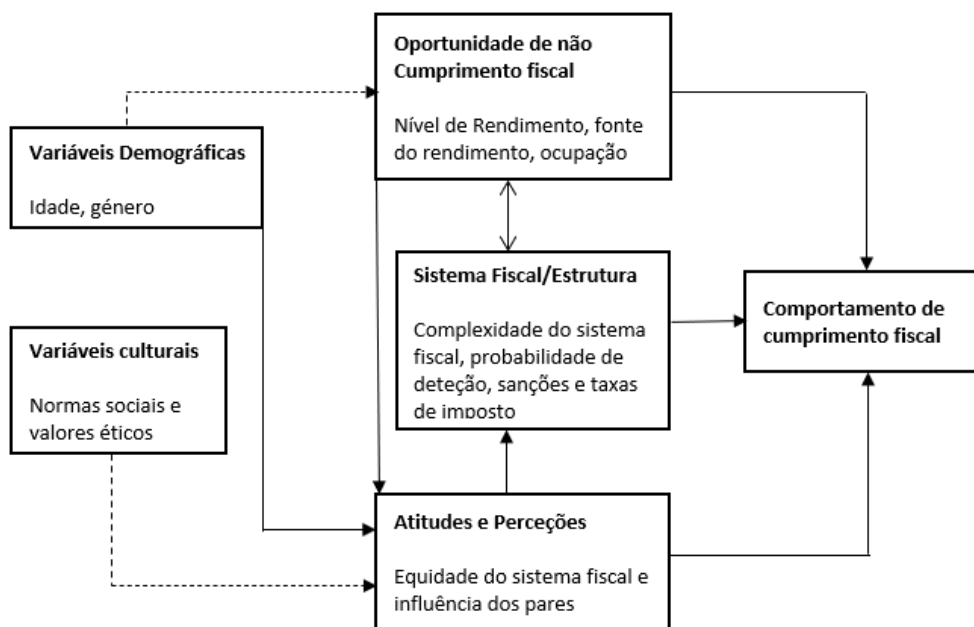 Oportunidade de não
Cumprimento fiscal
Nível de Rendimento, fonte
do rendimento, ocupação
Variáveis Demográficas
Idade, género
Sistema Fiscal/Estrutura
Complexidade do sistema
fiscal, probabilidade de
deteção, sanções e taxas
de imposto
Comportamento de
cumprimento fiscal
Variáveis culturais
Normas sociais e
valores éticos
Atitudes e Perceções
Equidade do sistema fiscal e
influência dos pares